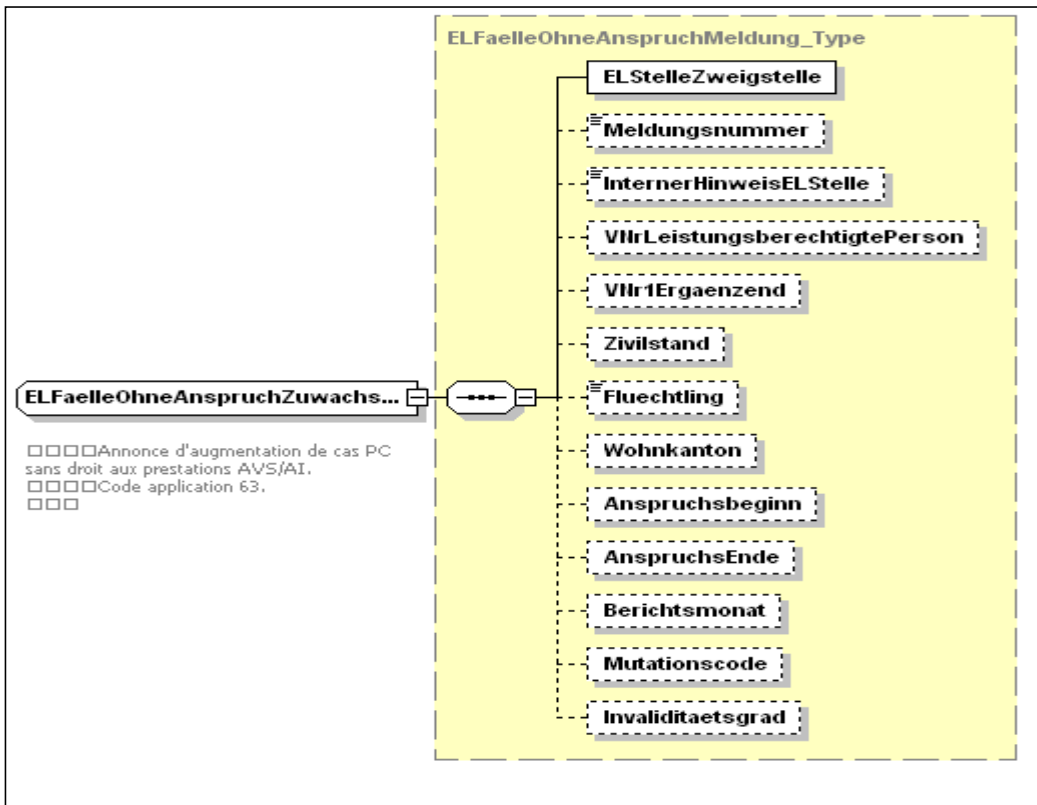 ELFaelleOhneAnspruchMeldung_Type
ELStelleZweigstelle
Meldungsnummer
InternerHinweisELStelle
VNrLeistungsberechtigtePerson
VNr1Ergaenzend
Zivilstand
ELFaelleOhneAnspruchZuwachs...
Fluechtling
□□□□Annonce d'augmentation de cas PC
sans droit aux prestations AVS/AI.
□□□□Code application 63.
□□□
Wohnkanton
Anspruchsbeginn
AnspruchsEnde
Berichtsmonat
Mutationscode
Invaliditaetsgrad